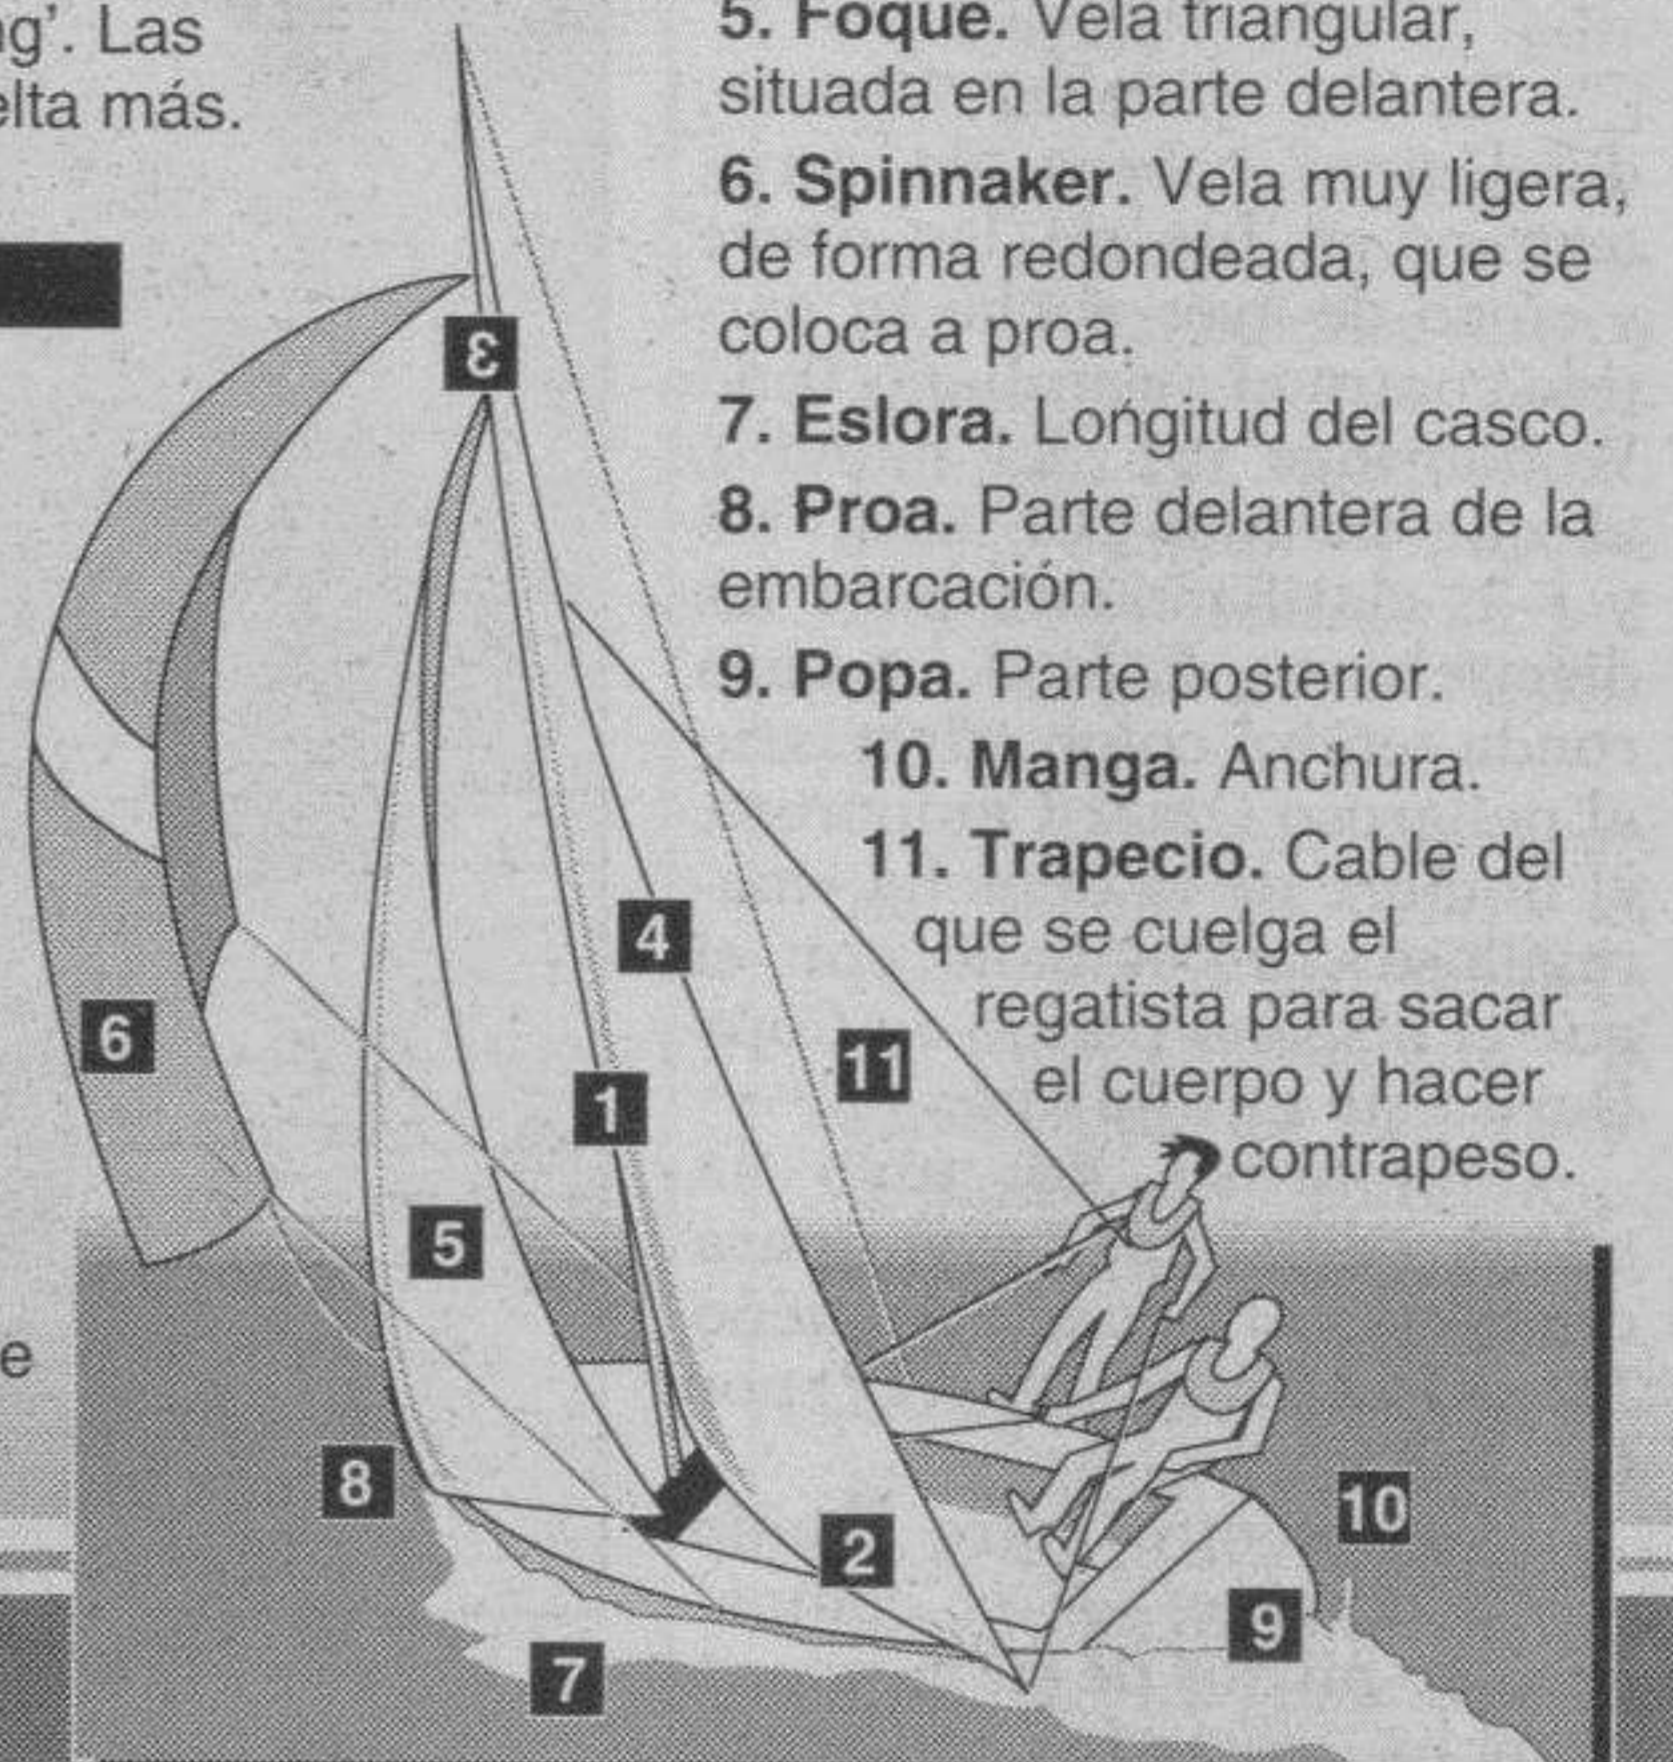 ng'. Las
elta más.
5. Foque. Vela triangular,
situada en la parte delantera.
6. Spinnaker. Vela muy ligera,
de forma redondeada, que se
coloca a proa.
7. Eslora. Longitud del casco.
8. Proa. Parte delantera de la
embarcación.
9. Popa. Parte posterior.
10. Manga. Anchura.
11. Trapecio. Cable del
que se cuelga el
regatista para sacar
el cuerpo y hacer
contrapeso.
3
4
6
11
1
5
e
8
10
2
9
7